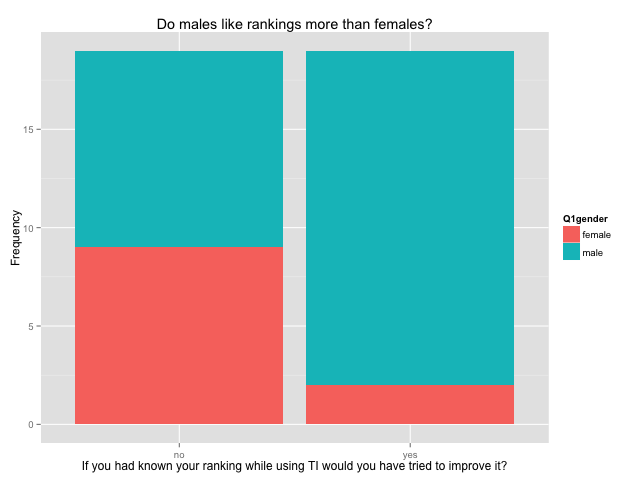 Do males like rankings more than females?
Frequency
15
10
5
0
no
yes
If you had known your ranking while using TI would you have tried to improve it?
Q1gender
female
male